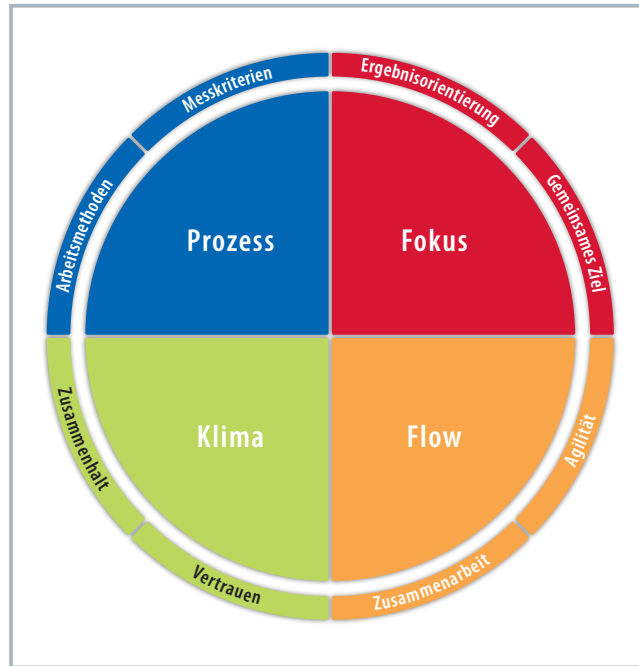 Messkriterien
Ergebnisorientierung
Arbeitsmethoden
Gemeinsames Ziel
Prozess
Fokus
Klima
Flow
Zusammenhalt
Agilität
Vertrauen
Zusammenarbeit